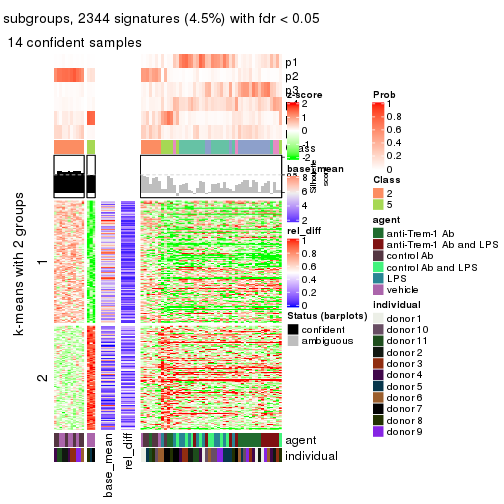 subgroups, 2344 signatures (4.5%) with fdr < 0.05
14 confident samples
p1
p2
p3
z-score
2
1
0
-1
-2
Class
Silhouette
score
base_mean
8
6
4
2
rel_diff
1
0.8
0.6
0.4
0.2
0
Status (barplots)
confident
ambiguous
Prob
1
0.8
0.6
0.4
0.2
0
Class
2
5
agent
anti-Trem-1 Ab
anti-Trem-1 Ab and LPS
control Ab
control Ab and LPS
LPS
vehicle
individual
donor 1
donor 10
donor 11
donor 2
donor 3
donor 4
donor 5
donor 6
donor 7
donor 8
donor 9
k-means with 2 groups
1
2
agent
individual
base_mean
rel_diff